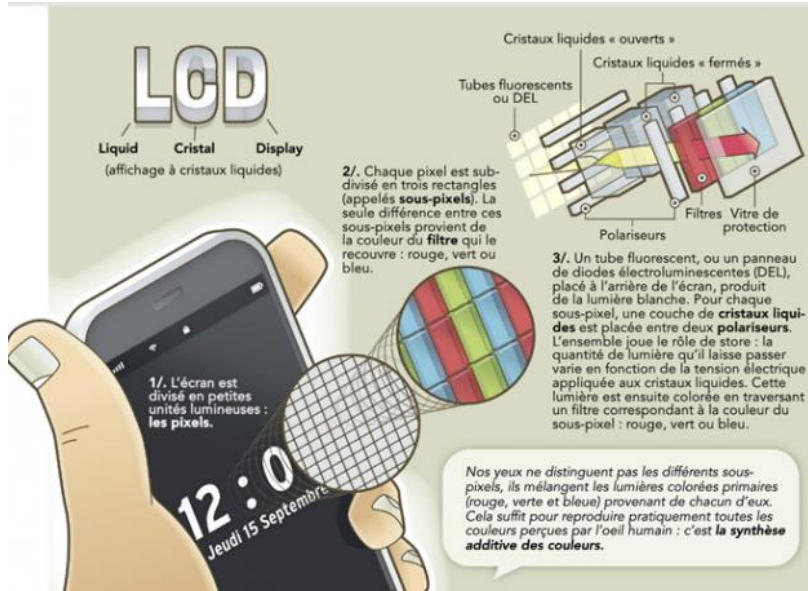 LCD
Liquid Cristal Display
(affichage à cristaux liquides)
Cristaux liquides « ouverts »
Cristaux liquides « fermés »
Tubes fluorescents
ou DEL
Polariseurs
Filtres
Vitre de
protection
2/. Chaque pixel est sub-
divisé en trois rectangles
(appelés sous-pixels). La
seule différence entre ces
sous-pixels provient de
la couleur du filtre qui le
recouvre : rouge, vert ou
bleu.
3/. Un tube fluorescent, ou un panneau
de diodes électroluminescentes (DEL),
placé à l'arrière de l'écran, produit
de la lumière blanche. Pour chaque
sous-pixel, une couche de cristaux liqui-
des est placée entre deux polariseurs.
L'ensemble joue le rôle de store : la
quantité de lumière qu'il laisse passer
varie en fonction de la tension électrique
appliquée aux cristaux liquides. Cette
lumière est ensuite colorée en traversant
un filtre correspondant à la couleur du
sous-pixel : rouge, vert ou bleu.
1/. L'écran est
divisé en petites
unités lumineuses :
les pixels.
12 : 0
Jeudi 15 Septembre
Nos yeux ne distinguent pas les différents sous-
pixels, ils mélangent les lumières colorées primaires
(rouge, verte et bleue) provenant de chacun d'eux.
Cela suffit pour reproduire pratiquement toutes les
couleurs perçues par l'oeil humain : c'est la synthèse
additive des couleurs.